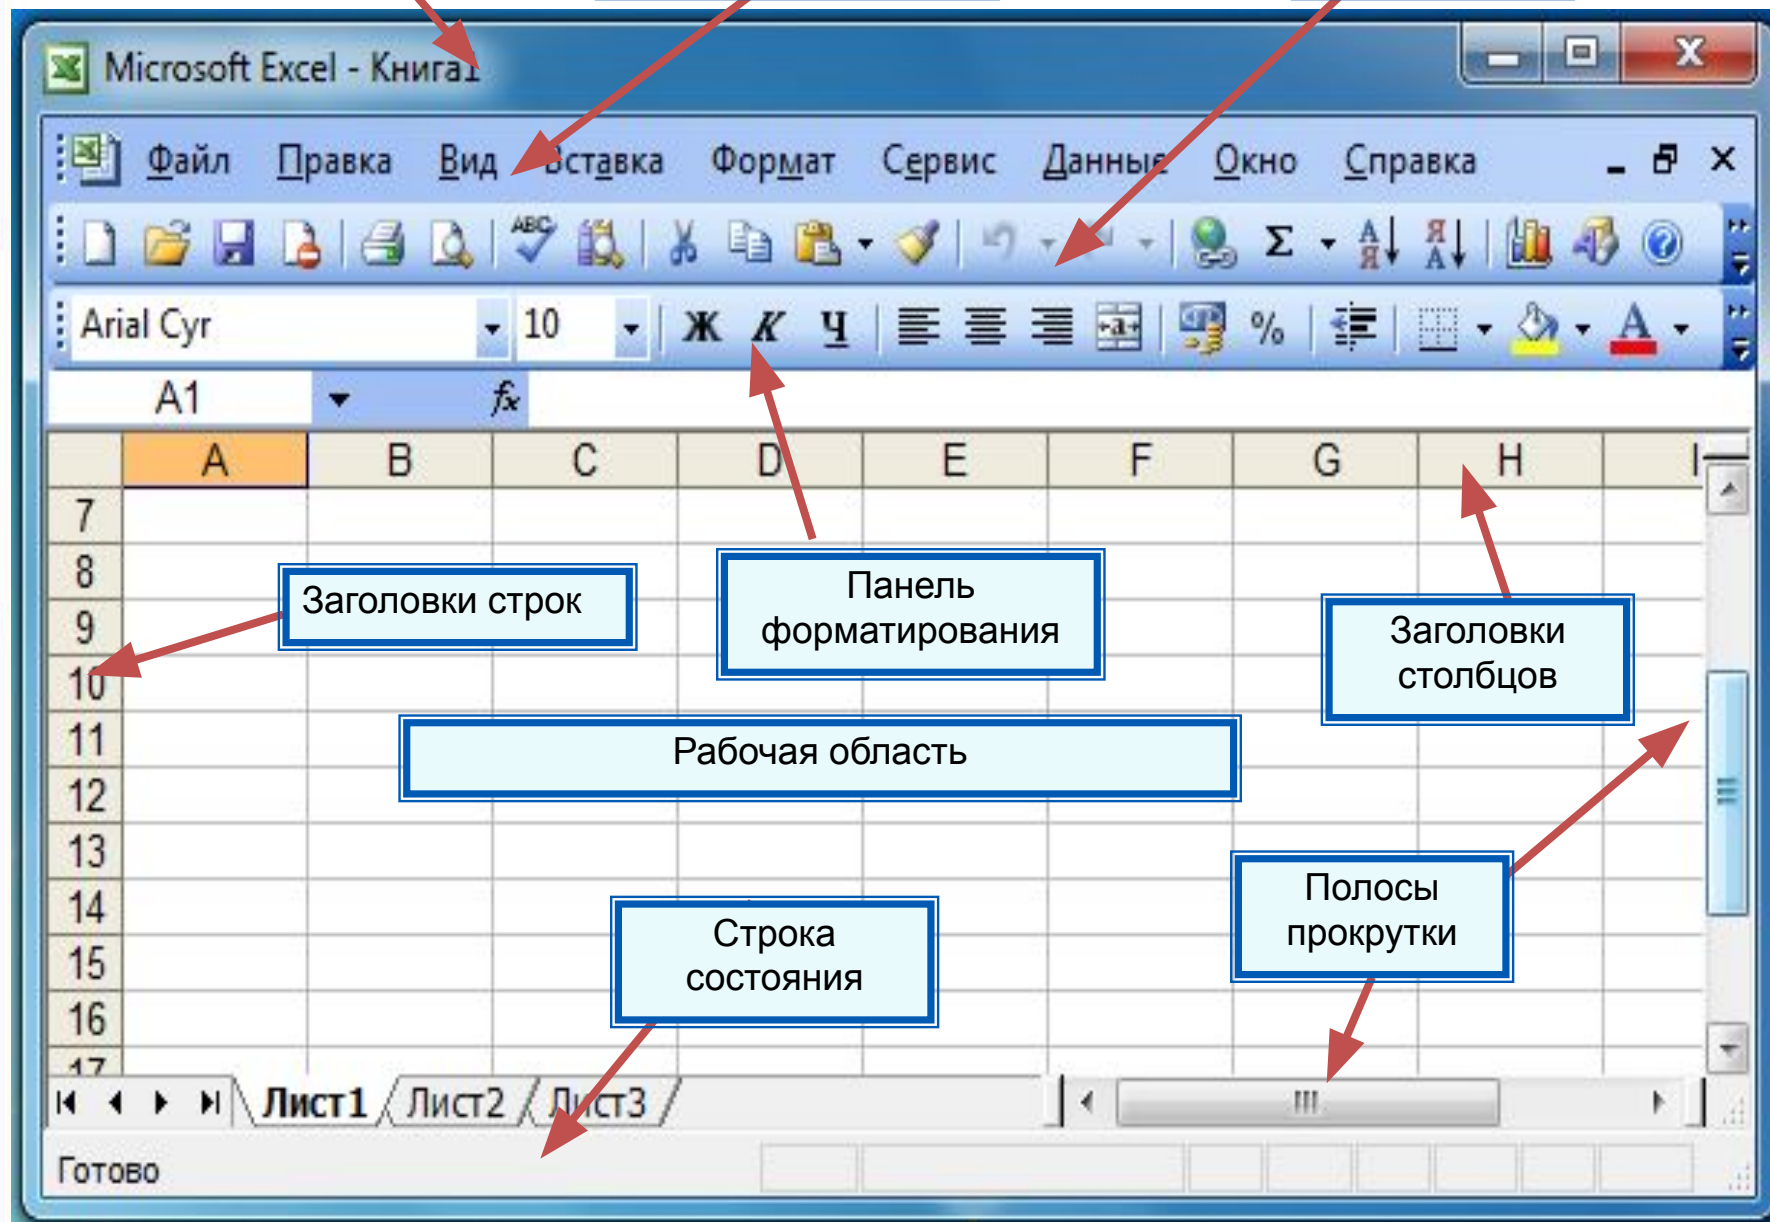 Microsoft Excel - Книга1
Файл Правка Вид Вставка Формат Сервис Данные Окно Справка
Arial Cyr 10 Ж К Ч %
A1 fx
A B C D E F G H I
7
8
Заголовки строк
Панель
форматирования
9
Заголовки
столбцов
10
11
Рабочая область
12
13
14
Полосы
прокрутки
Строка
состояния
15
16
17
Лист1 Лист2 Лист3
Готово